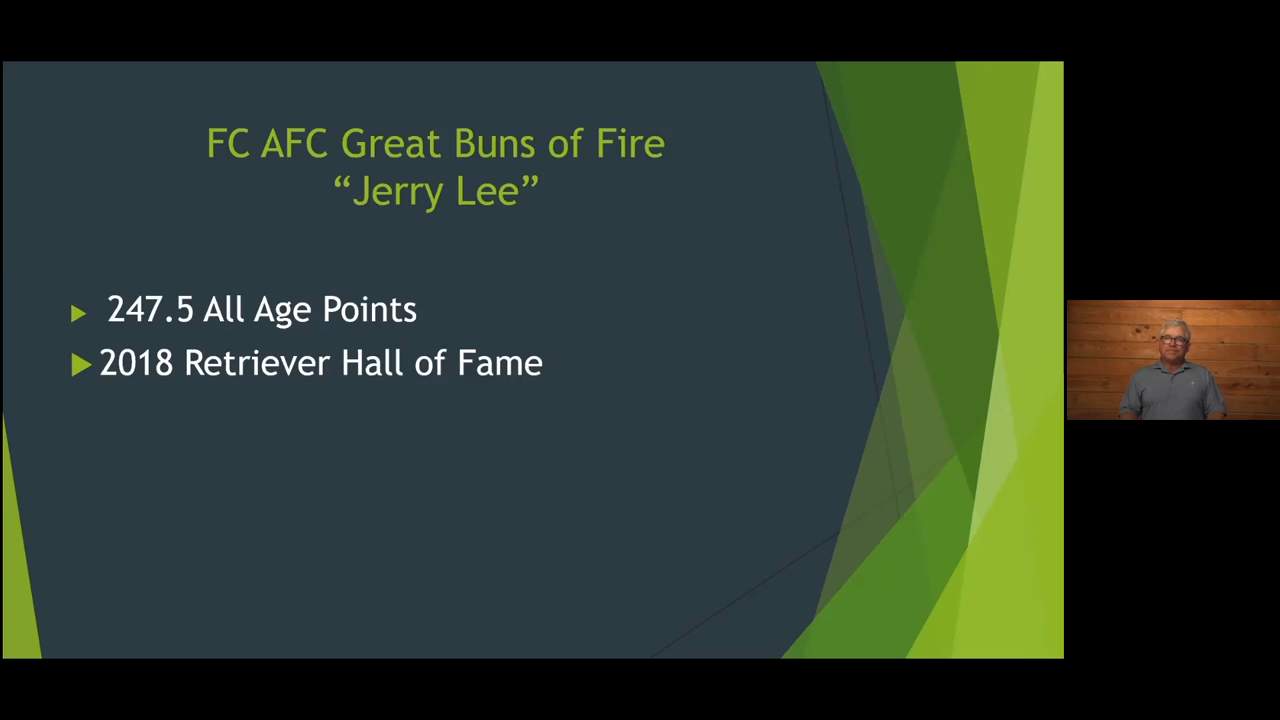 FC AFC Great Buns of Fire
“Jerry Lee”
247.5 All Age Points
2018 Retriever Hall of Fame